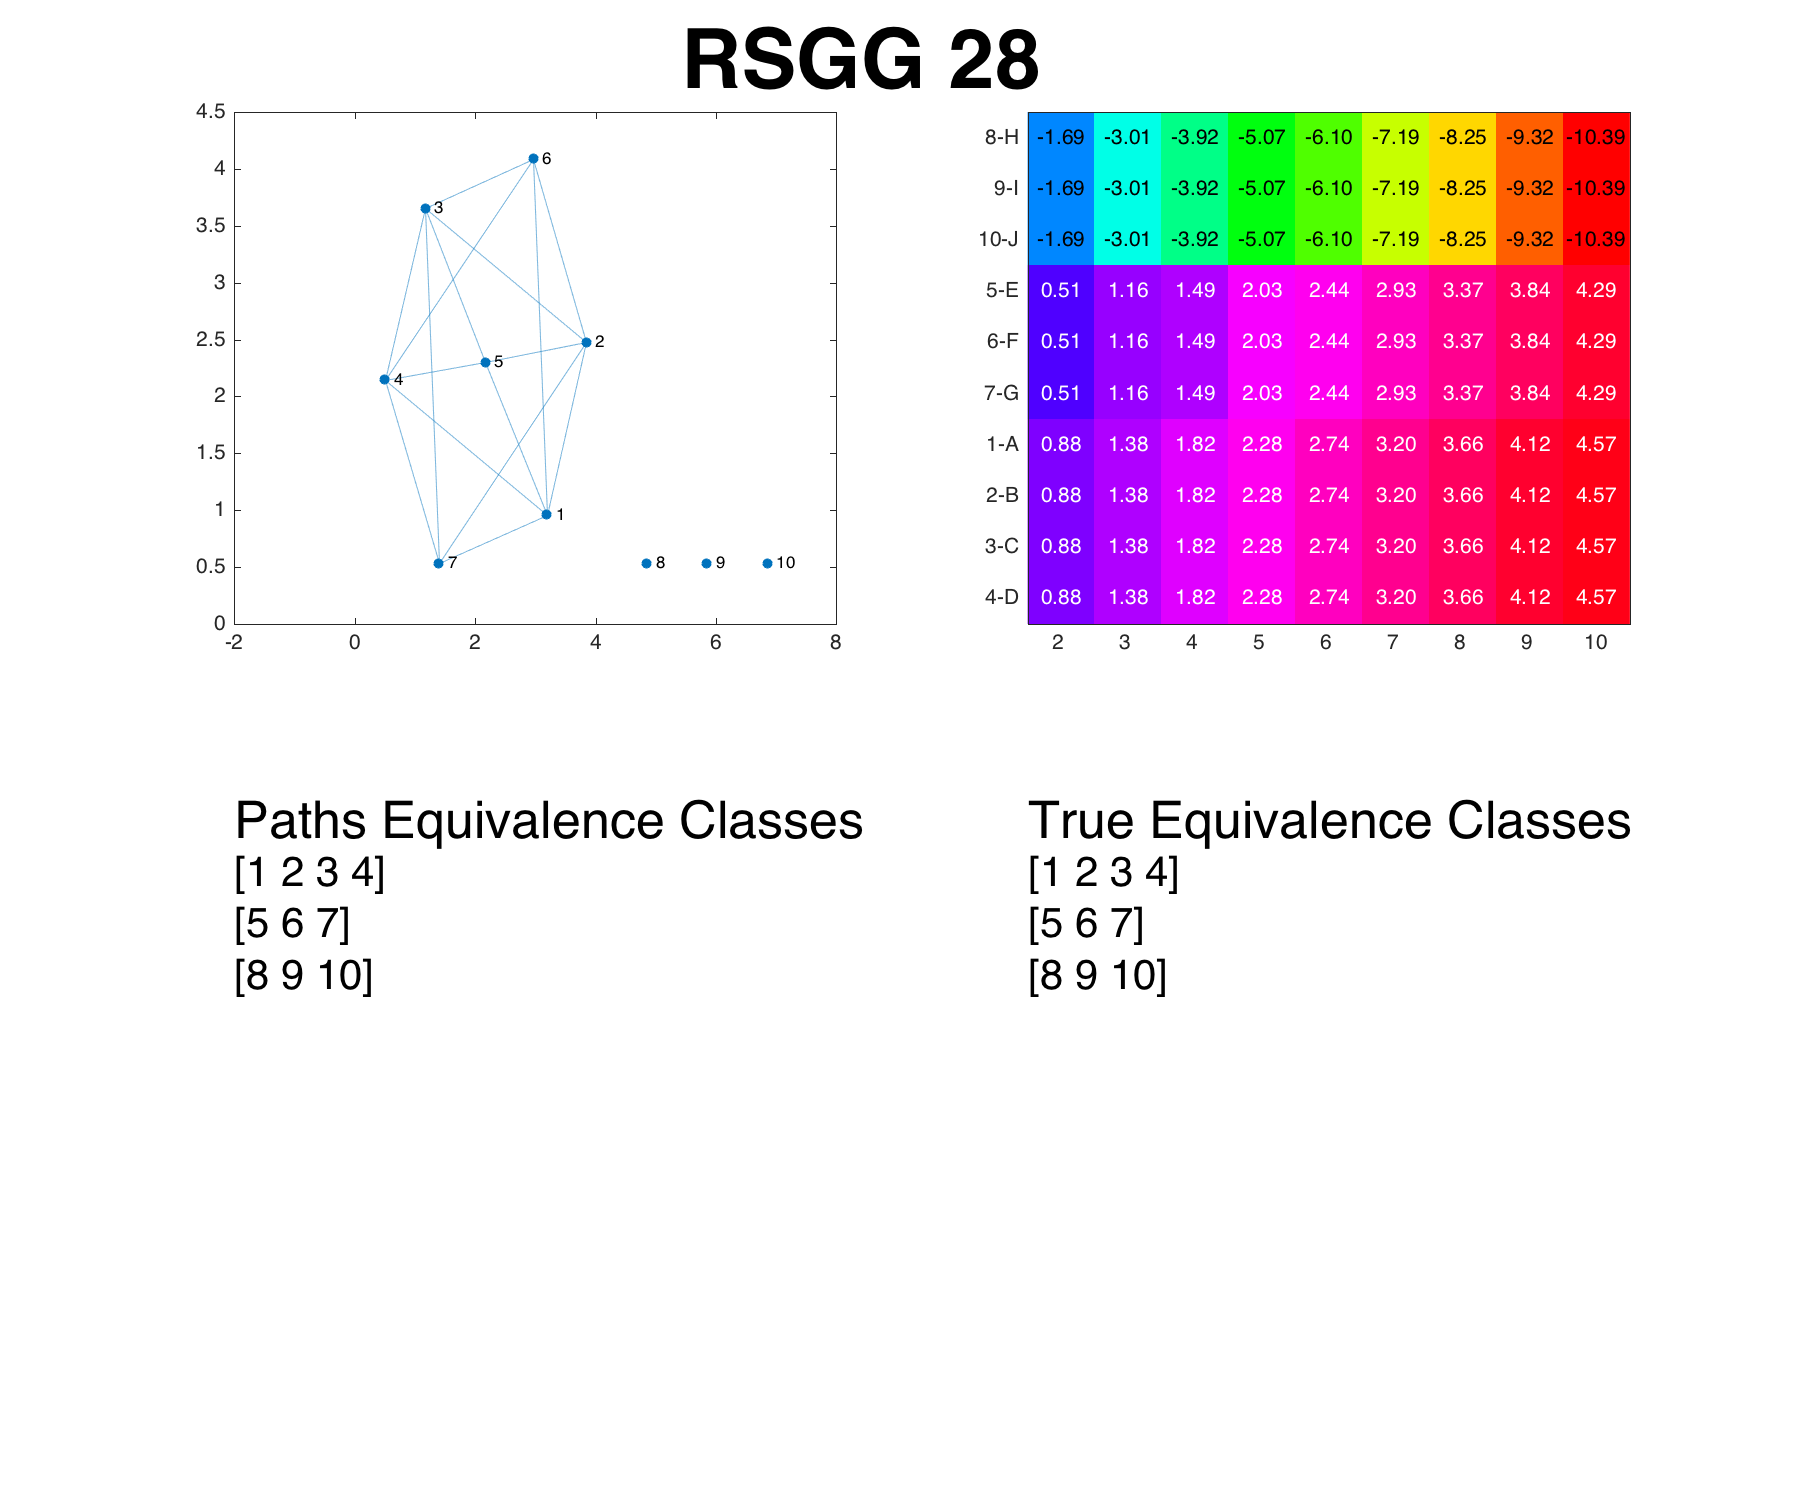 RSGG 28
4.5
4
3.5
3
2.5
2
1.5
1
0.5
0
-2 0 2 4 6 8
6
3
2
5
4
1
7 8 9 10
8-H -1.69 -3.01 -3.92 -5.07 -6.10 -7.19 -8.25 -9.32 -10.39
9-I -1.69 -3.01 -3.92 -5.07 -6.10 -7.19 -8.25 -9.32 -10.39
10-J -1.69 -3.01 -3.92 -5.07 -6.10 -7.19 -8.25 -9.32 -10.39
5-E 0.51 1.16 1.49 2.03 2.44 2.93 3.37 3.84 4.29
6-F 0.51 1.16 1.49 2.03 2.44 2.93 3.37 3.84 4.29
7-G 0.51 1.16 1.49 2.03 2.44 2.93 3.37 3.84 4.29
1-A 0.88 1.38 1.82 2.28 2.74 3.20 3.66 4.12 4.57
2-B 0.88 1.38 1.82 2.28 2.74 3.20 3.66 4.12 4.57
3-C 0.88 1.38 1.82 2.28 2.74 3.20 3.66 4.12 4.57
4-D 0.88 1.38 1.82 2.28 2.74 3.20 3.66 4.12 4.57
2 3 4 5 6 7 8 9 10
Paths Equivalence Classes
[1 2 3 4]
[5 6 7]
[8 9 10]
True Equivalence Classes
[1 2 3 4]
[5 6 7]
[8 9 10]